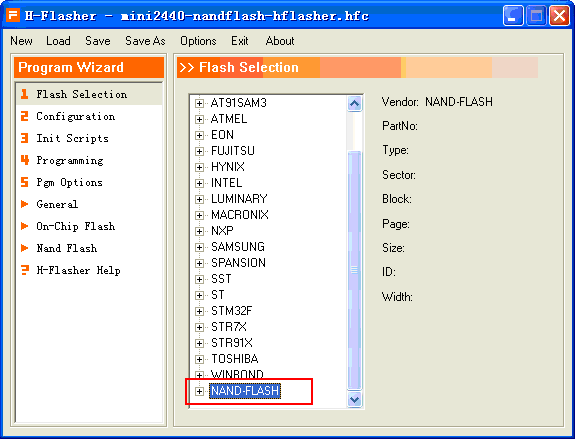 H-Flasher - mini2440-nandflash-hflasher.hfc
New Load Save Save As Options Exit About
Program Wizard
1 Flash Selection
2 Configuration
3 Init Scripts
4 Programming
5 Pgm Options
General
On-Chip Flash
Nand Flash
? H-Flasher Help
>> Flash Selection
AT91SAM3
ATMEL
EON
FUJITSU
HYNIX
INTEL
LUMINARY
MACRONIX
NXP
SAMSUNG
SPANSION
SST
ST
STM32F
STR7X
STR91X
TOSHIBA
WINBOND
NAND-FLASH
Vendor: NAND-FLASH
PartNo:
Type:
Sector:
Block:
Page:
Size:
ID:
Width: